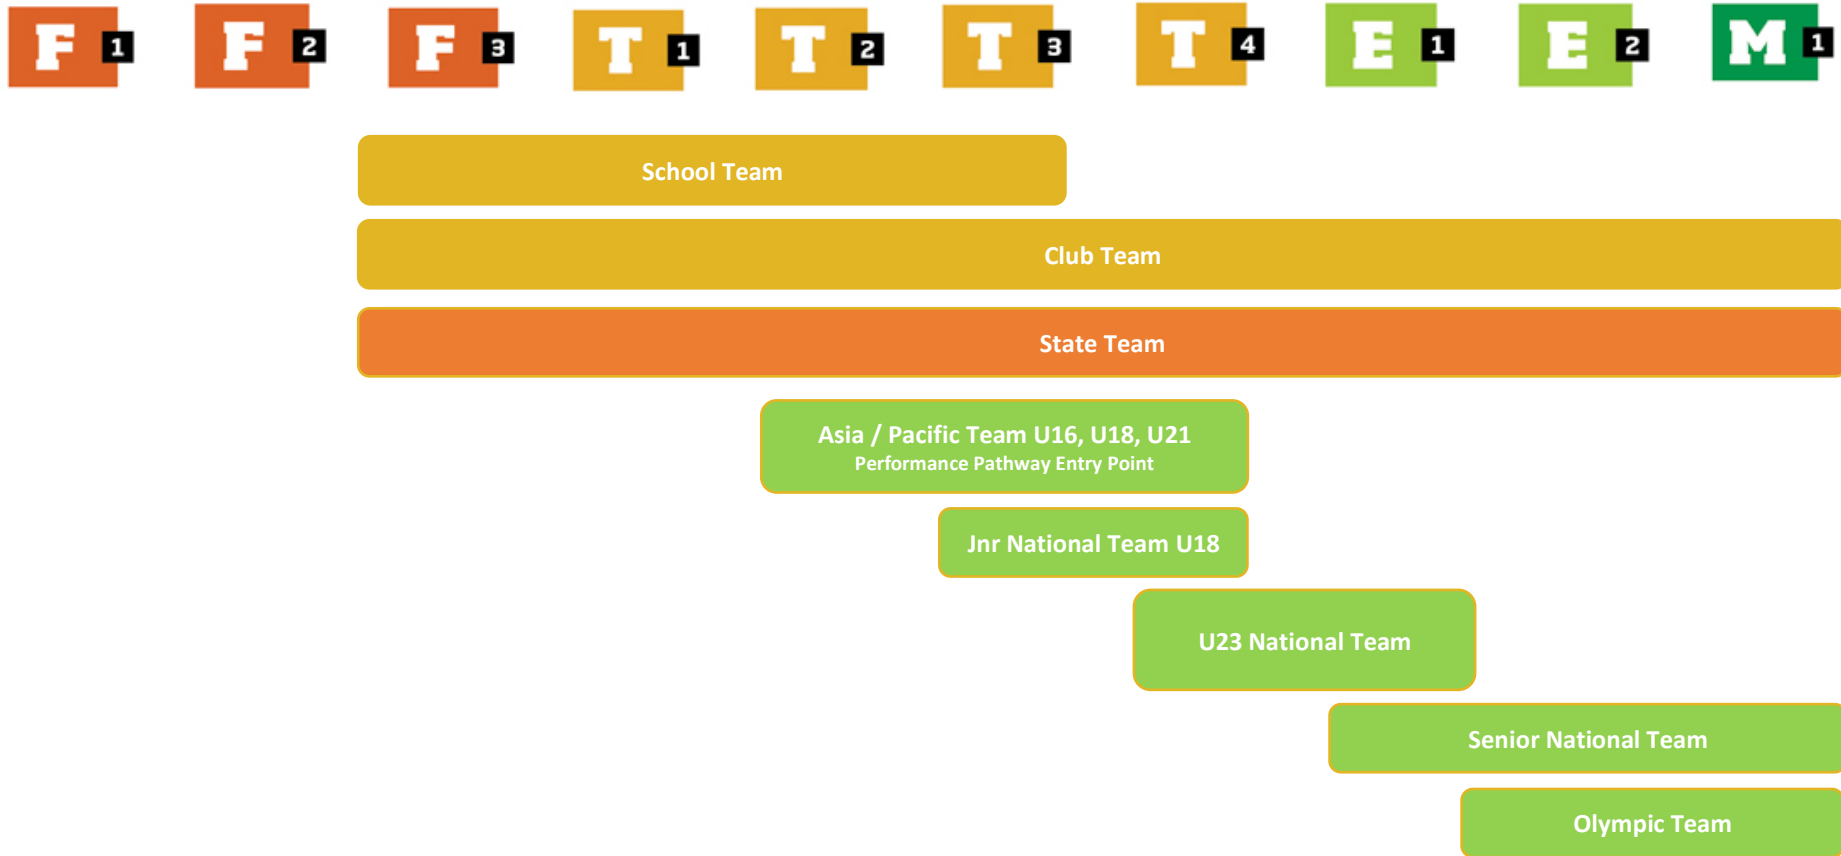 F 1 F 2 F 3 T 1 T 2 T 3 T 4 E 1 E 2 M 1
School Team
Club Team
State Team
Asia / Pacific Team U16, U18, U21
Performance Pathway Entry Point
Jnr National Team U18
U23 National Team
Senior National Team
Olympic Team